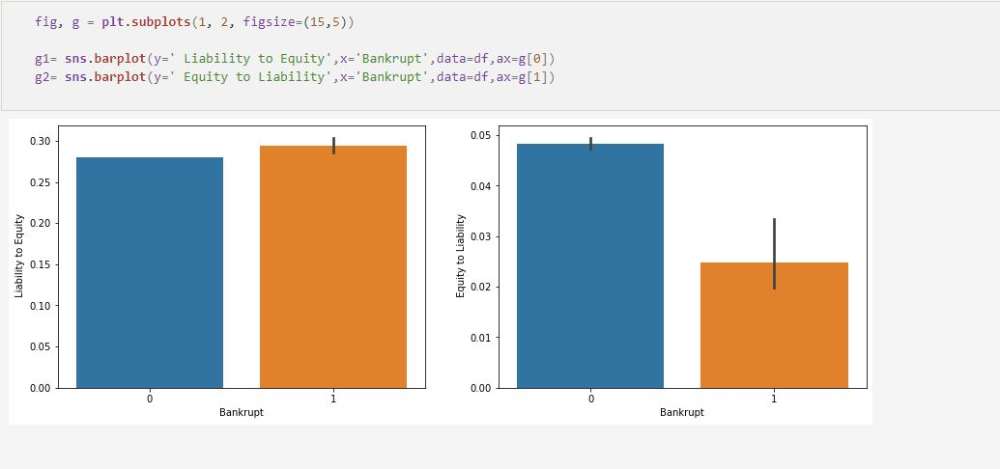 fig, g = plt.subplots(1, 2, figsize=(15,5))
g1= sns.barplot(y=' Liability to Equity',x='Bankrupt',data=df,ax=g[0])
g2= sns.barplot(y=' Equity to Liability',x='Bankrupt',data=df,ax=g[1])
0.30
0.25
0.20
0.15
0.10
0.05
0.00
Liability to Equity
0 1
Bankrupt
0.05
0.04
0.03
0.02
0.01
0.00
Equity to Liability
0 1
Bankrupt